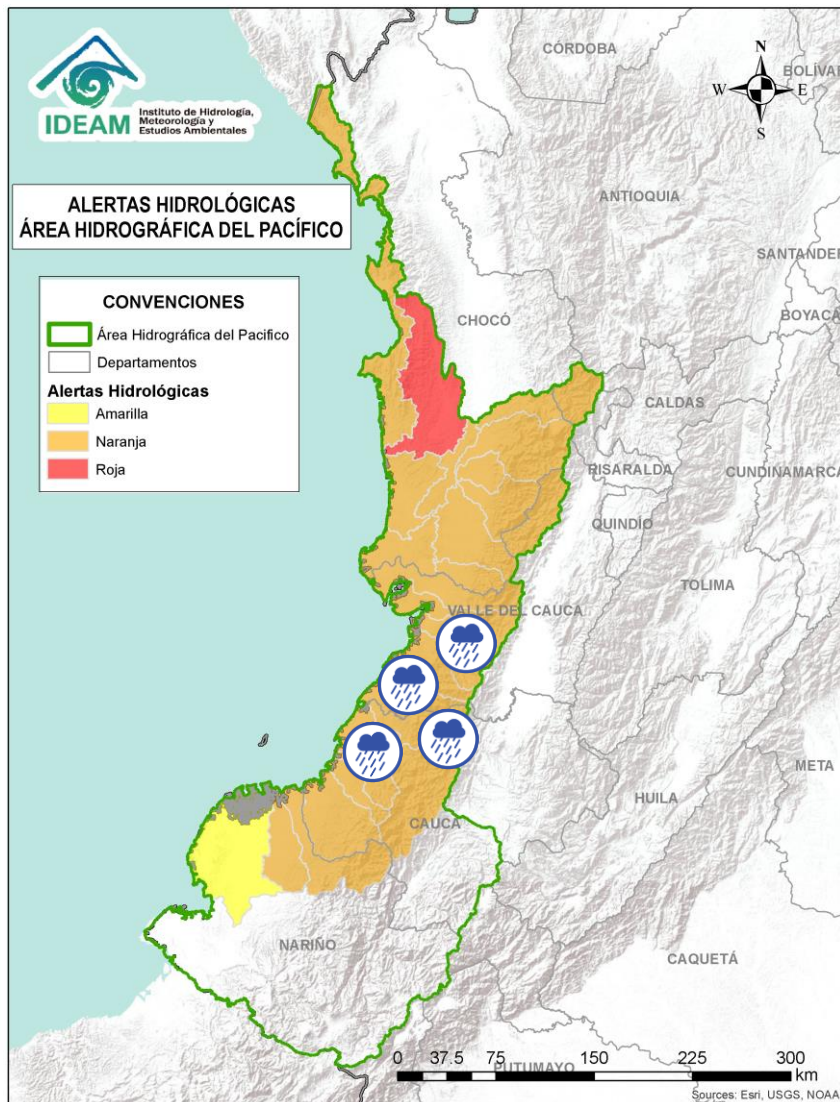 IDEAM
Instituto de Hidrología,
Meteorología y
Estudios Ambientales
ALERTAS HIDROLÓGICAS
ÁREA HIDROGRÁFICA DEL PACÍFICO
CONVENCIONES
Área Hidrográfica del Pacifico
Departamentos
Alertas Hidrológicas
Amarilla
Naranja
Roja
N
W
E
S
CÓRDOBA
BOLÍVAR
ANTIOQUIA
SANTANDER
BOYACÁ
CHOCÓ
CALDAS
RISARALDA
CUNDINAMARCA
QUINDÍO
TOLIMA
VALLE DEL CAUCA
META
HUILA
CAUCA
NARIÑO
CAQUETÁ
PUTUMAYO
0 37.5 75 150 225 300
km
Sources: Esri, USGS, NOAA